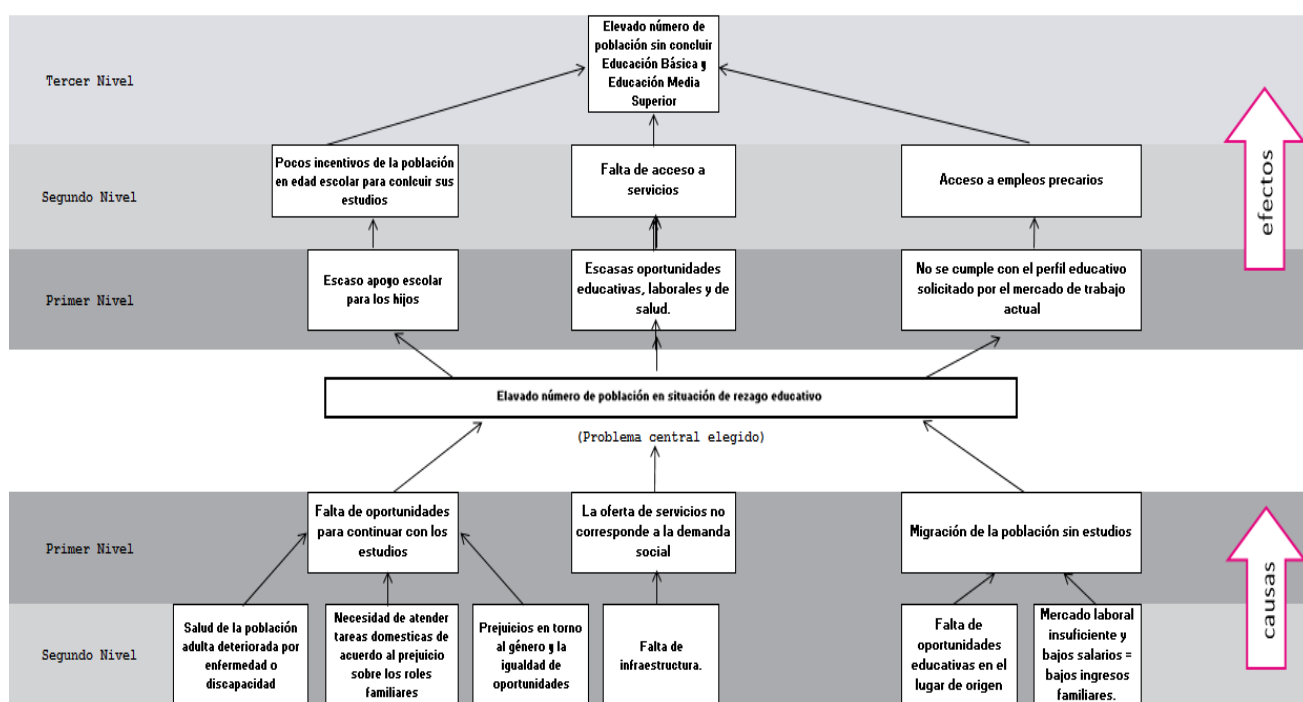 Elevado número de
población sin concluir
Educación Básica y
Educación Media
Superior
Tercer Nivel
Pocos incentivos de la población
en edad escolar para conlcuir sus
estudios
Falta de acceso a
servicios
Acceso a empleos precarios
Segundo Nivel
efectos
Escaso apoyo escolar
para los hijos
Escasas oportunidades
educativas, laborales y de
salud.
No se cumple con el perfil educativo
solicitado por el mercado de trabajo
actual
Primer Nivel
Elavado número de población en situación de rezago educativo
(Problema central elegido)
Falta de oportunidades
para continuar con los
estudios
La oferta de servicios no
corresponde a la demanda
social
Migración de la población sin estudios
Primer Nivel
causas
Salud de la población
adulta deteriorada por
enfermedad o
discapacidad
Necesidad de atender
tareas domesticas de
acuerdo al prejuicio
sobre los roles
familiares
Prejuicios en torno
al género y la
igualdad de
oportunidades
Falta de
infraestructura.
Falta de
oportunidades
educativas en el
lugar de origen
Mercado laboral
insuficiente y
bajos salarios =
bajos ingresos
familiares.
Segundo Nivel